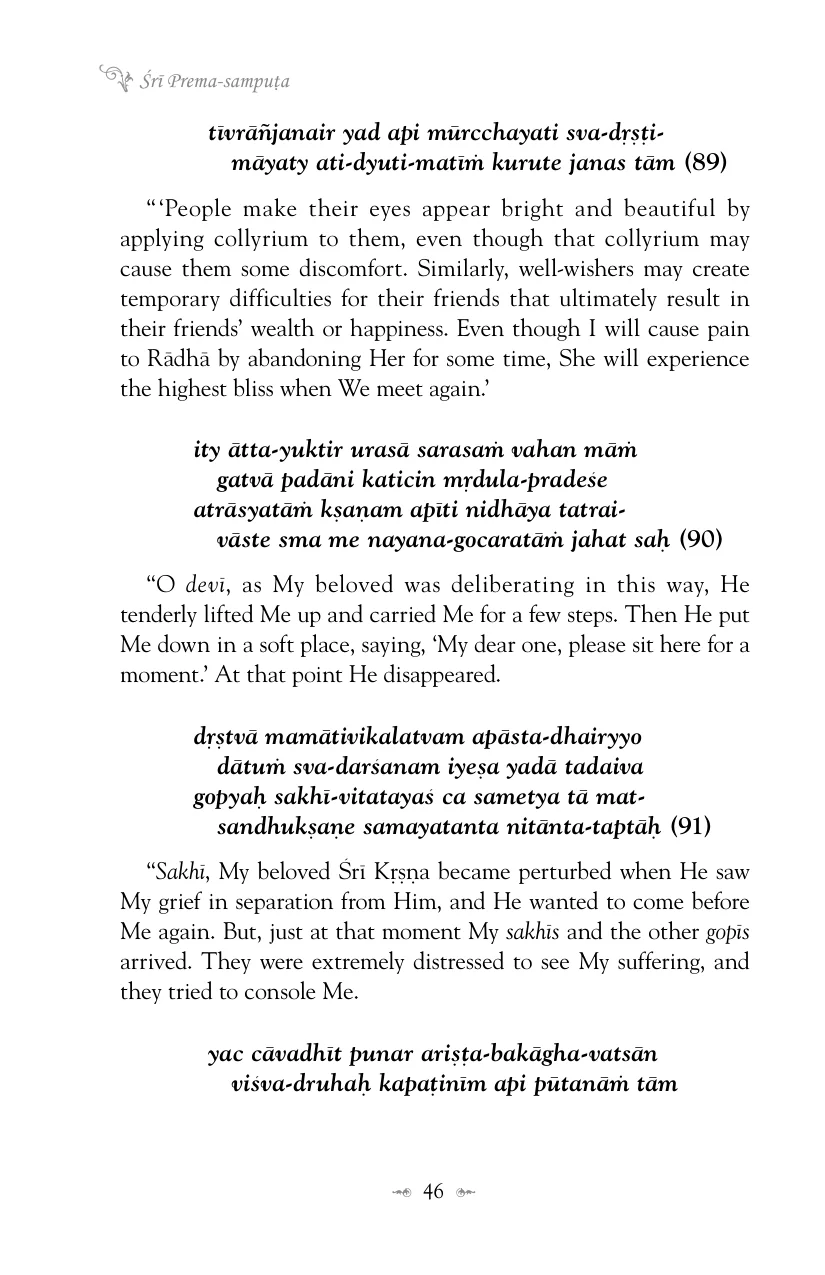 Śrī Prema-sampuṭa
tīvrāñjanair yad api mūrcchayati sva-dṛṣṭi-
māyaty ati-dyuti-matīṁ kurute janas tām (89)
“ ‘People make their eyes appear bright and beautiful by
applying collyrium to them, even though that collyrium may
cause them some discomfort. Similarly, well-wishers may create
temporary difficulties for their friends that ultimately result in
their friends’ wealth or happiness. Even though I will cause pain
to Rādhā by abandoning Her for some time, She will experience
the highest bliss when We meet again.’
ity ātta-yuktir urasā sarasaṁ vahan māṁ
gatvā padāni katicin mṛdula-pradeśe
atrāsyatāṁ kṣaṇam apīti nidhāya tatrai-
vāste sma me nayana-gocaratāṁ jahat saḥ (90)
“O devī, as My beloved was deliberating in this way, He
tenderly lifted Me up and carried Me for a few steps. Then He put
Me down in a soft place, saying, ‘My dear one, please sit here for a
moment.’ At that point He disappeared.
dṛṣtvā mamātivikalatvam apāsta-dhairyyo
dātuṁ sva-darśanam iyeṣa yadā tadaiva
gopyaḥ sakhī-vitatayaś ca sametya tā mat-
sandhukṣaṇe samayatanta nitānta-taptāḥ (91)
“Sakhī, My beloved Śrī Kṛṣṇa became perturbed when He saw
My grief in separation from Him, and He wanted to come before
Me again. But, just at that moment My sakhīs and the other gopīs
arrived. They were extremely distressed to see My suffering, and
they tried to console Me.
yac cāvadhīt punar ariṣṭa-bakāgha-vatsān
viśva-druhaḥ kapaṭinīm api pūtanāṁ tām
46